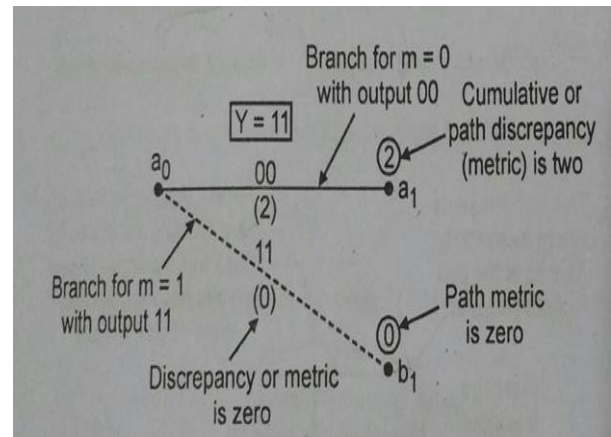 Branch for m = 0
with output 00
Y = 11
Cumulative or
path discrepancy
(metric) is two
a0
00
2
a1
(2)
11
Branch for m = 1
with output 11
(0)
Path metric
is zero
0
b1
Discrepancy or metric
is zero